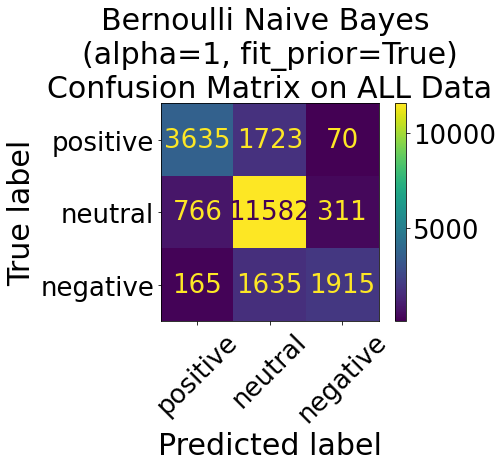 Bernoulli Naive Bayes
(alpha=1, fit_prior=True)
Confusion Matrix on ALL Data
True label
positive 3635 1723 70
neutral 766 11582 311
negative 165 1635 1915
10000
5000
positive neutral negative
Predicted label